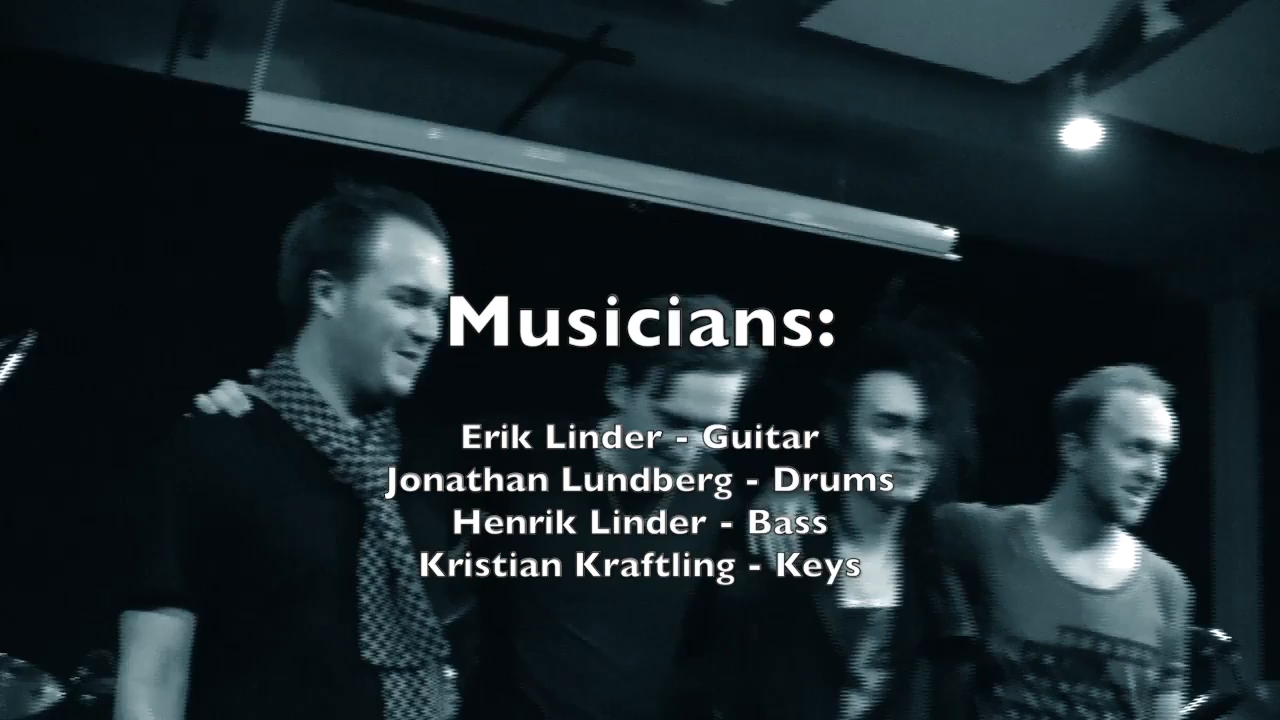 Musicians:
Erik Linder - Guitar
Jonathan Lundberg - Drums
Henrik Linder - Bass
Kristian Kraftling - Keys